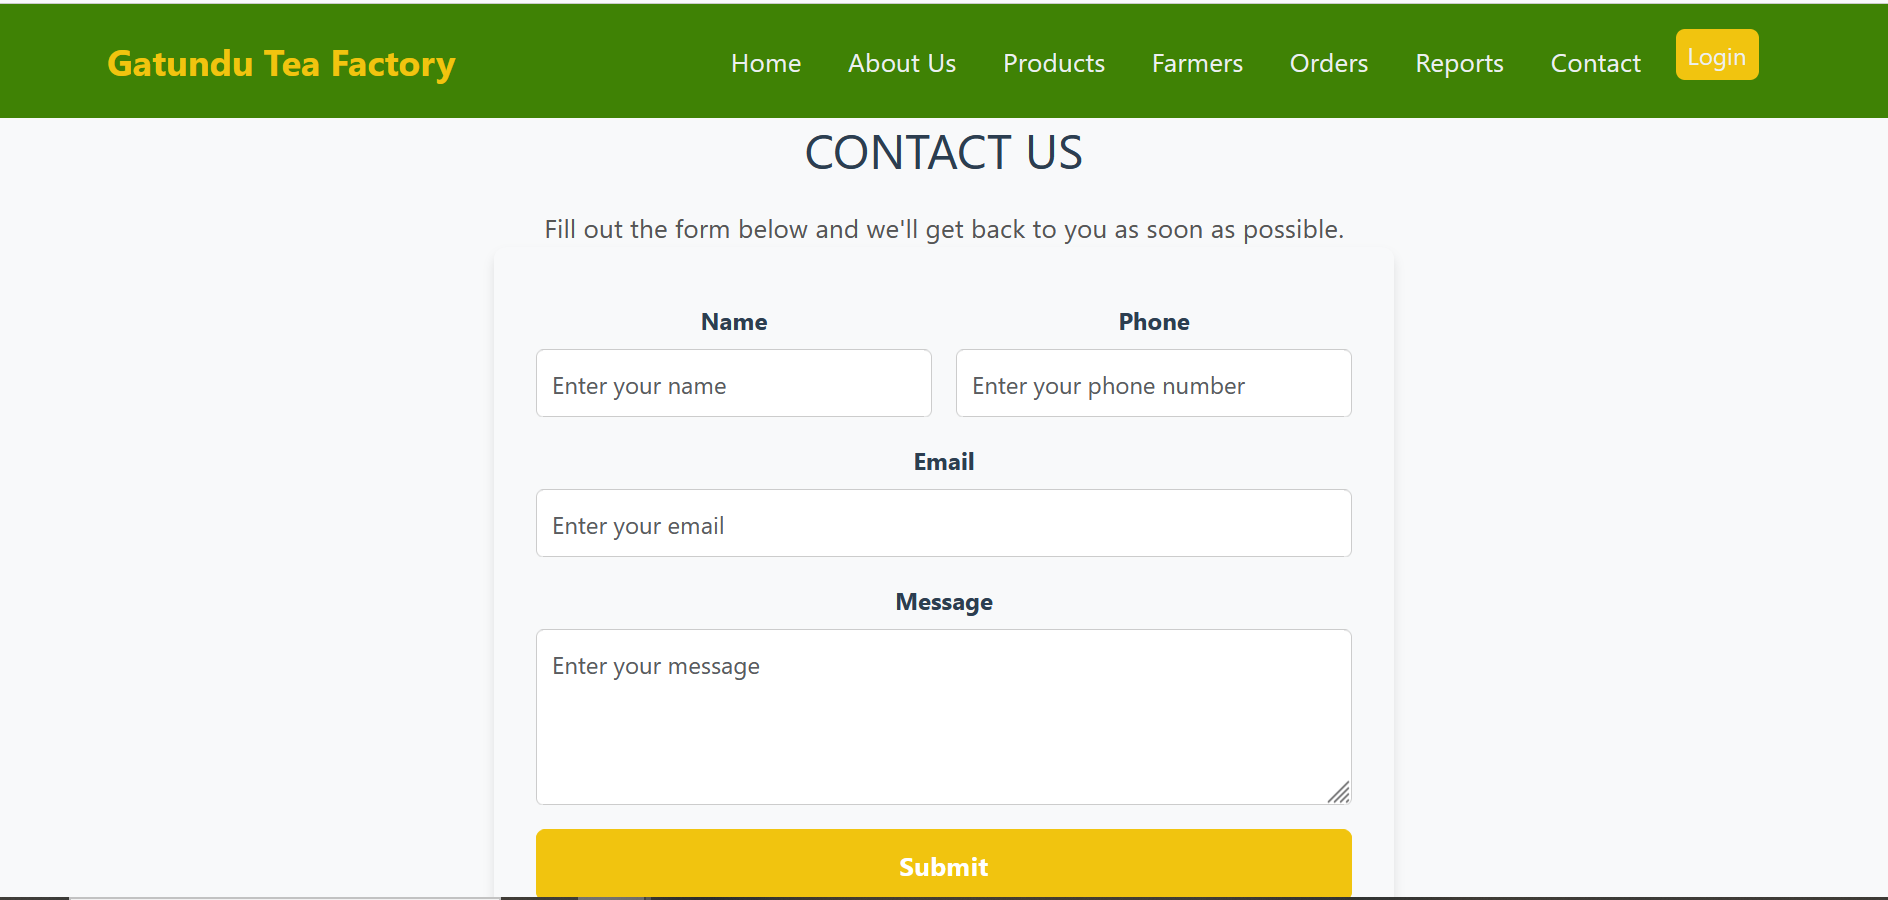 Gatundu Tea Factory Home About Us Products Farmers Orders Reports Contact Login
CONTACT US
Fill out the form below and we'll get back to you as soon as possible.
Name Phone
Enter your name Enter your phone number
Email
Enter your email
Message
Enter your message
Submit